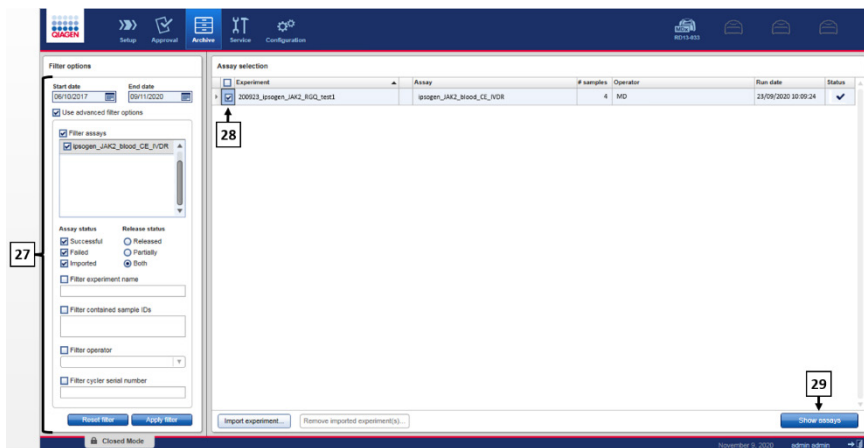 QIAGEN
Setup Approval Archive Service Configuration
RD13-033
Filter options
Start date End date
06/10/2017 09/11/2020
Use advanced filter options
Filter assays
ipsogen_JAK2_blood_CE_IVDR
Assay status Release status
Successful Released
Failed Partially
Imported Both
Filter experiment name
Filter contained sample IDs
Filter operator
Filter cycler serial number
Reset filter Apply filter
27
Assay selection
Experiment Assay # samples Operator Run date Status
200923_ipsogen_JAK2_RGQ_test1 ipsogen_JAK2_blood_CE_IVDR 4 MD 23/09/2020 10:09:24
28
29
Import experiment... Remove imported experiment(s)... Show assays
Closed Mode November 9, 2020 admin admin